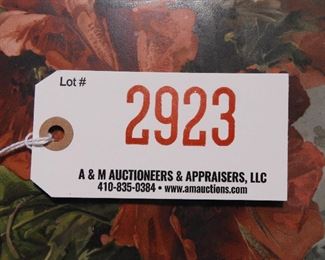 Lot #
2923
A & M AUCTIONEERS & APPRAISERS, LLC
410-835-0384 • www.amauctions.com